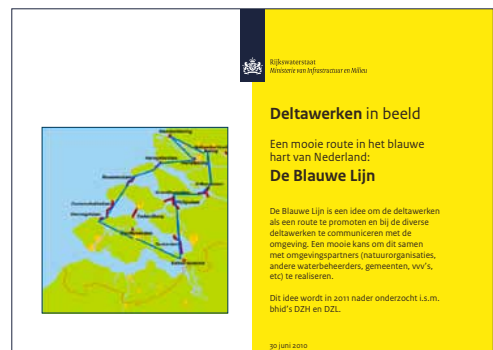 Rijkswaterstaat
Ministerie van Infrastructuur en Milieu
Deltawerken in beeld
Een mooie route in het blauwe
hart van Nederland:
De Blauwe Lijn
De Blauwe Lijn is een idee om de deltawerken
als een route te promoten en bij de diverse
deltawerken te communiceren met de
omgeving. Een mooie kans om dit samen
met omgevingspartners (natuurorganisaties,
andere waterbeheerders, gemeenten, vvv's,
etc) te realiseren.
Dit idee wordt in 2011 nader onderzocht i.s.m.
bhid's DZH en DZL.
30 juni 2010